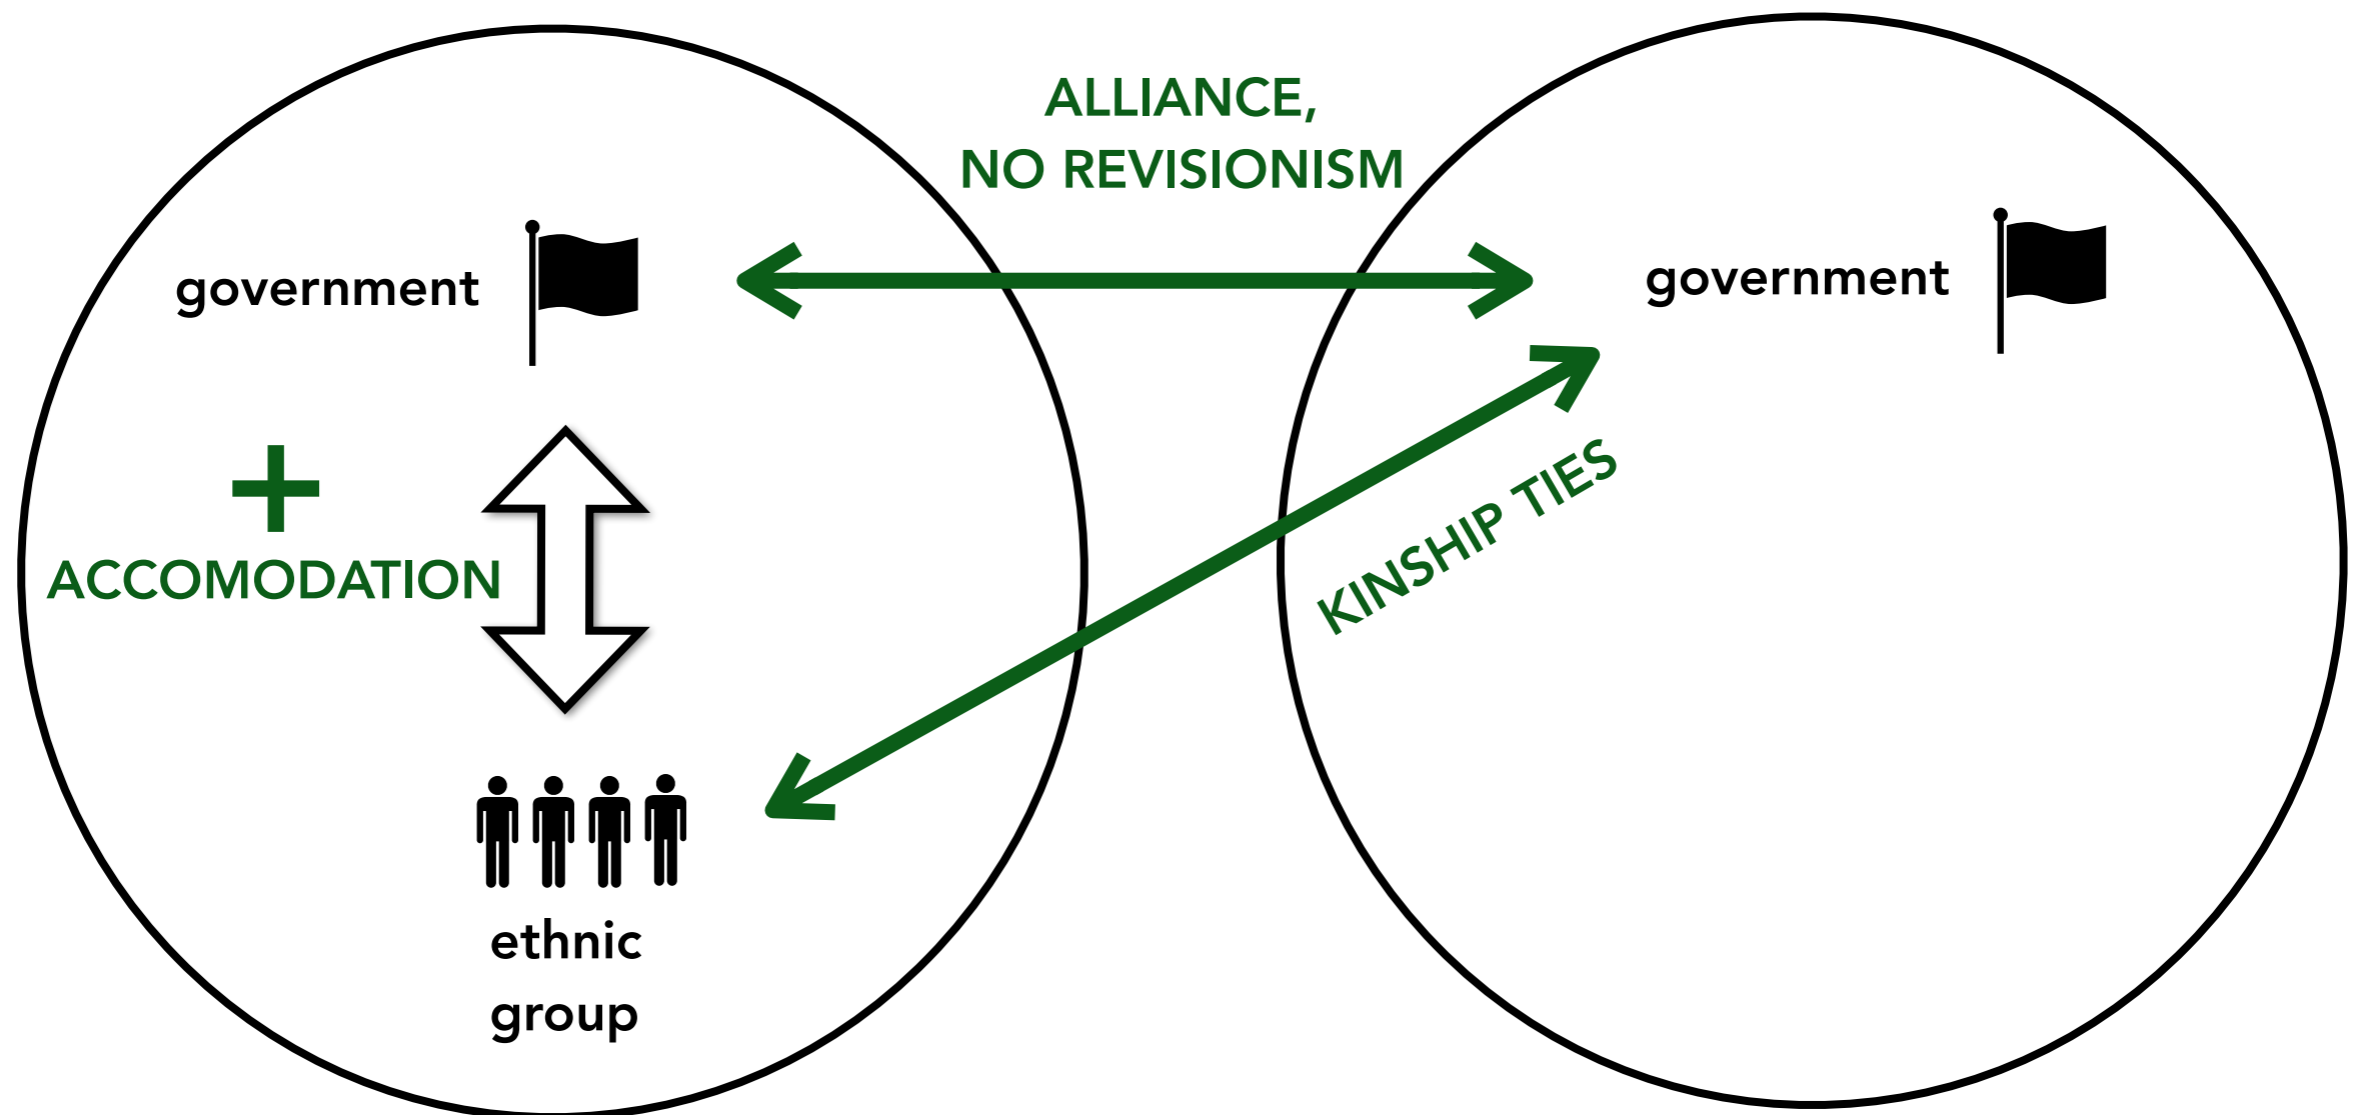 ALLIANCE,
NO REVISIONISM
government
government
ACCOMODATION
KINSHIP TIES
ethnic
group